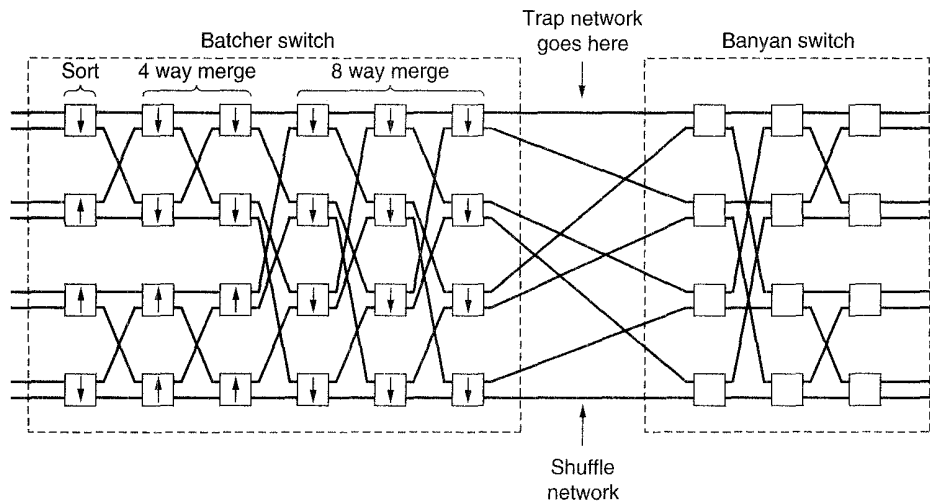 Trap network
goes here
Batcher switch
Banyan switch
Sort
4 way merge
8 way merge
Shuffle
network